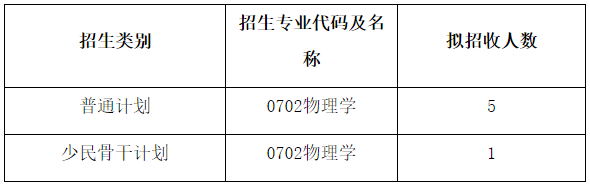 招生类别
招生专业代码及名
称
拟招收人数
普通计划
0702物理学
5
少民骨干计划
0702物理学
1